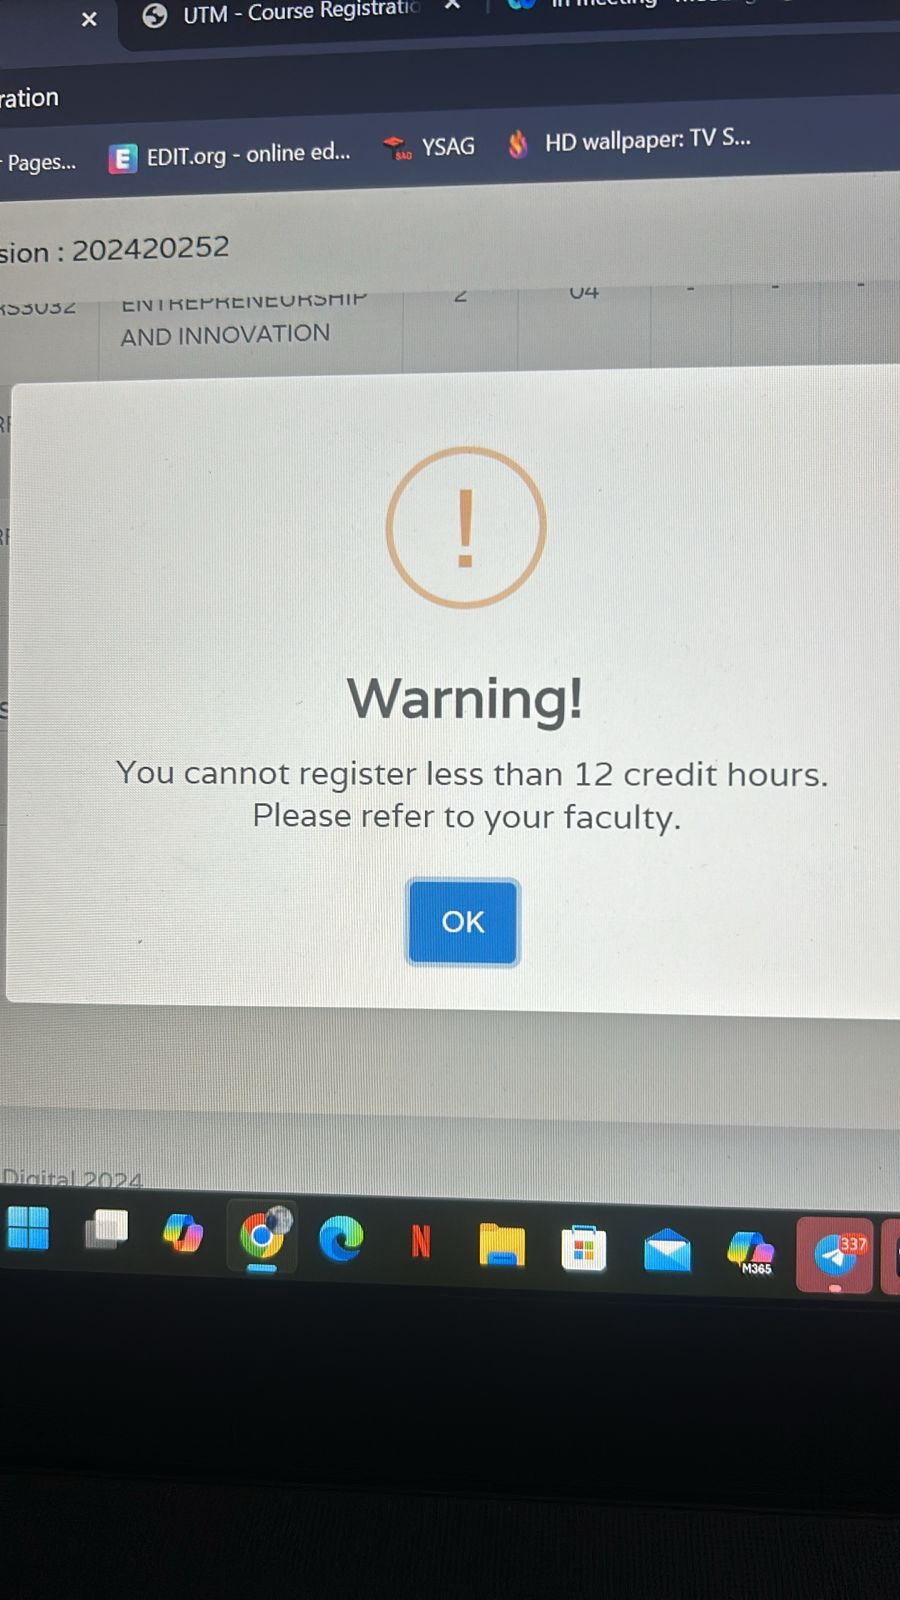 UTM - Course Registratio
in meeting
ration
Pages...
EDIT.org - online ed...
YSAG
HD wallpaper: TV S...
sion : 202420252
ENTREPRENEURSHIP
2
04
-
-
-
AND INNOVATION
!
Warning!
You cannot register less than 12 credit hours.
Please refer to your faculty.
OK
Digital 2024
M365
337